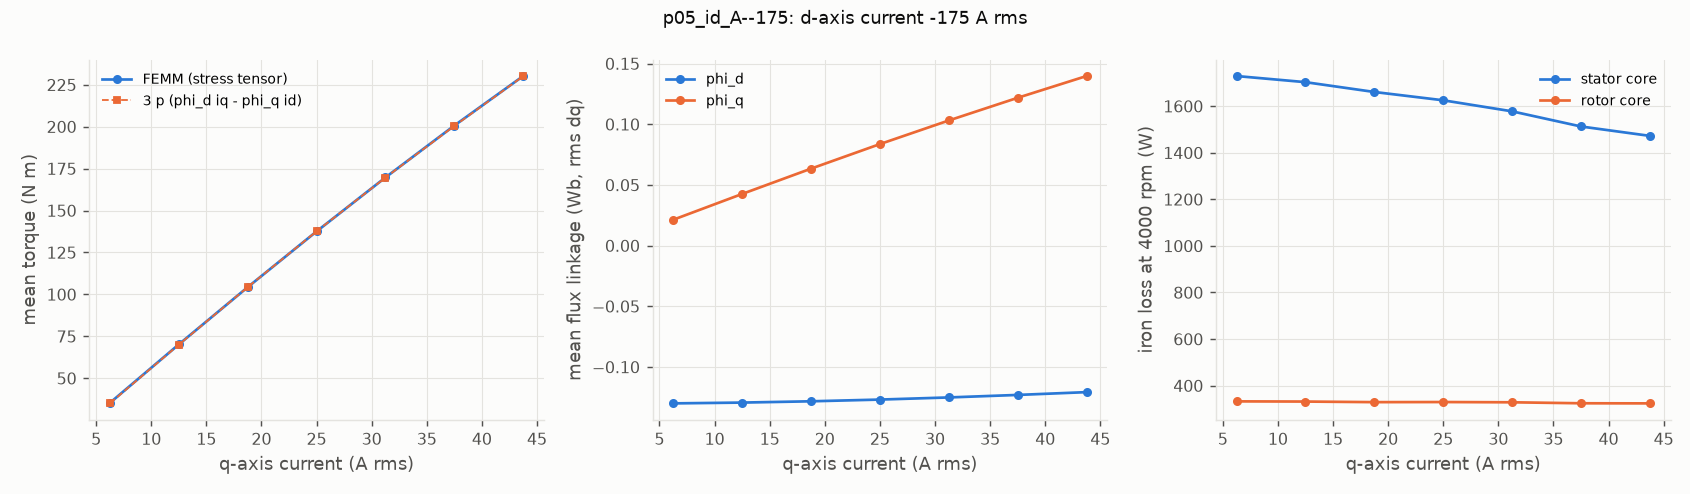 p05_id_A--175: d-axis current -175 A rms
mean torque (N m)
225
200
175
150
125
100
75
50
5 10 15 20 25 30 35 40 45
q-axis current (A rms)
FEMM (stress tensor)
3 p (phi_d iq - phi_q id)
mean flux linkage (Wb, rms dq)
0.15
0.10
0.05
0.00
−0.05
−0.10
5 10 15 20 25 30 35 40 45
q-axis current (A rms)
phi_d
phi_q
iron loss at 4000 rpm (W)
1600
1400
1200
1000
800
600
400
5 10 15 20 25 30 35 40 45
q-axis current (A rms)
stator core
rotor core